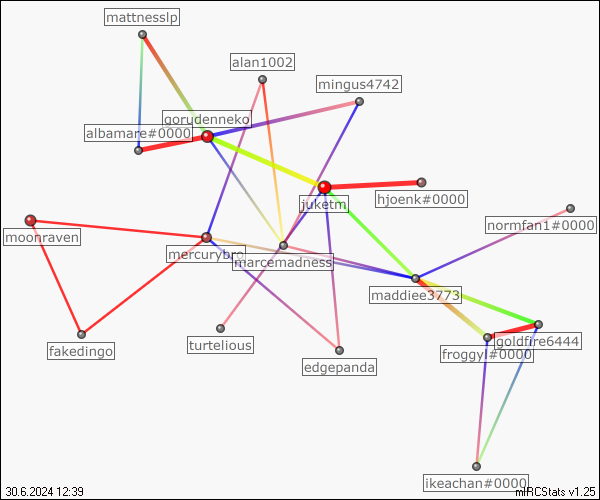 mattnesslp
alan1002
mingus4742
gorudenneko
albamare#0000
juketm
hjoenk#0000
normfan1#0000
moonraven
mercurybro
marcemadness
maddiee3773
turtelious
goldfire6444
fakedingo
froggyl#0000
edgepanda
ikeachan#0000
30.6.2024 12:39
mIRCStats v1.25